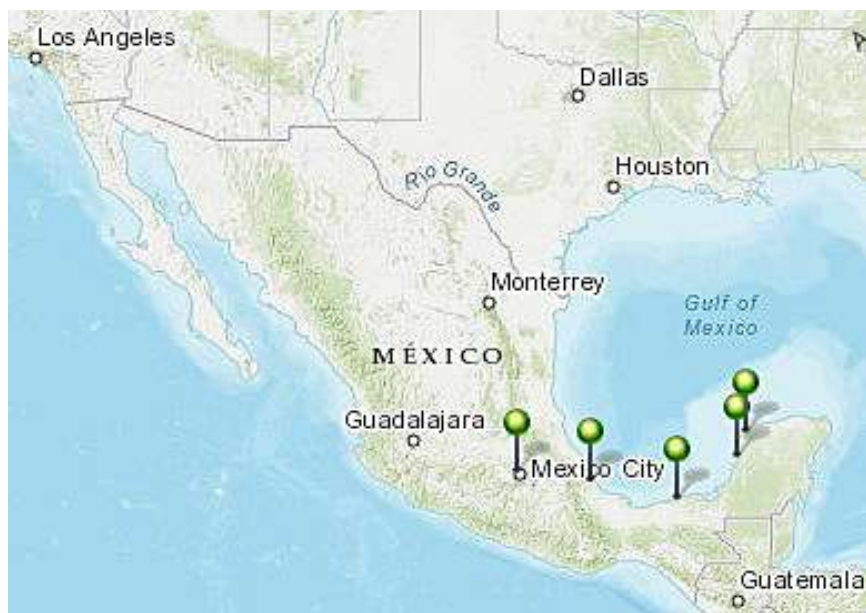 Los Angeles
Dallas
Houston
Rio Grande
Monterrey
Gulf of
Mexico
MÉXICO
Guadalajara
Mexico City
Guatemala